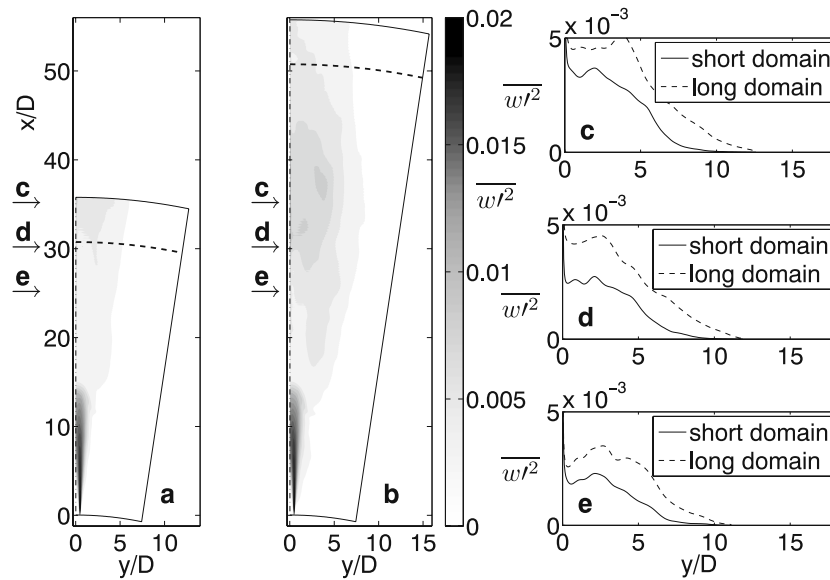 x/D
50
40
30
20
10
0
c
d
e
a
0 5 10
y/D
c
d
e
b
0 5 10 15
y/D
0.02
0.015
0.01
0.005
0
w′²
5 x 10⁻³
w′²
0
short domain
long domain
c
0 5 10 15
5 x 10⁻³
w′²
0
short domain
long domain
d
0 5 10 15
5 x 10⁻³
w′²
0
short domain
long domain
e
0 5 10 15
y/D